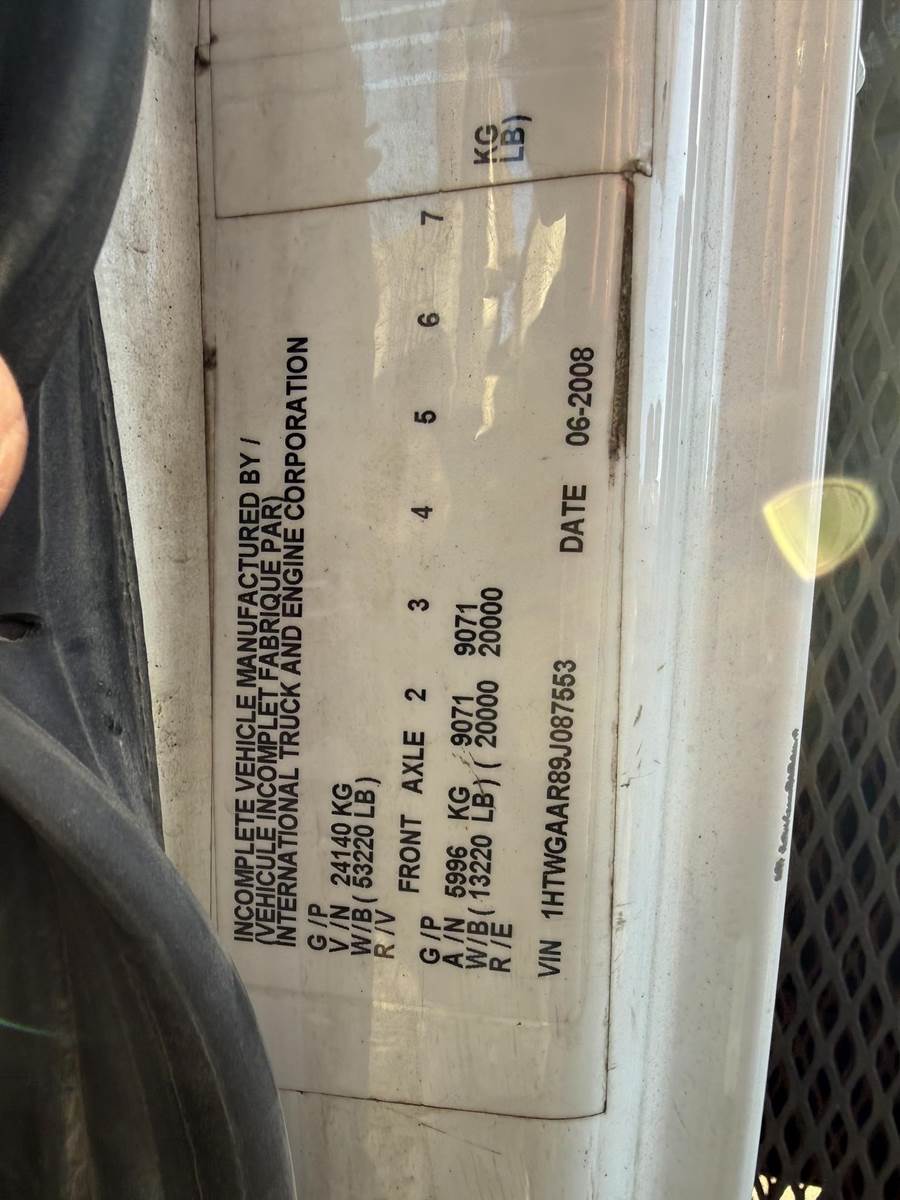 INCOMPLETE VEHICLE MANUFACTURED BY /
(VEHICULE INCOMPLET FABRIQUE PAR)
INTERNATIONAL TRUCK AND ENGINE CORPORATION
G /P
V /N 24140 KG
W/B ( 53220 LB )
R /V
FRONT AXLE 2 3 4 5 6 7
G /P
A /N 5996 KG 9071 9071 KG
W/B ( 13220 LB ) ( 20000 20000 LB )
R /E
VIN 1HTWGAAR89J087553 DATE 06-2008